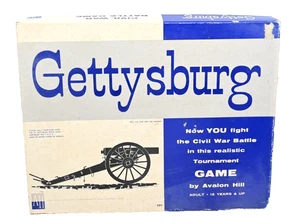 Gettysburg
Now YOU fight
the Civil War Battle
in this realistic
Tournament
GAME
by Avalon Hill
ADULT - 12 YEARS & UP